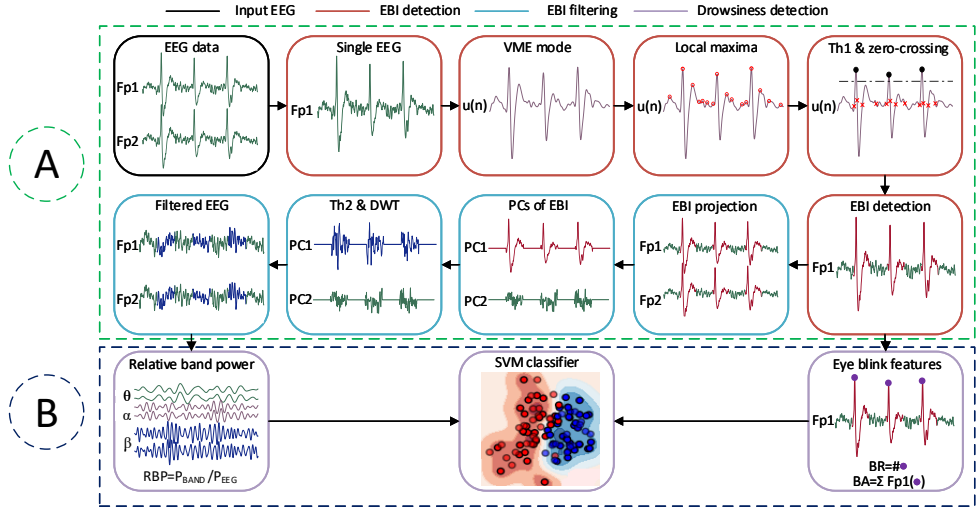 Input EEG EBI detection EBI filtering Drowsiness detection
A
EEG data
Fp1
Fp2
Single EEG
Fp1
VME mode
u(n)
Local maxima
u(n)
Th1 & zero-crossing
u(n)
Filtered EEG
Fp1
Fp2
Th2 & DWT
PC1
PC2
PCs of EBI
PC1
PC2
EBI projection
Fp1
Fp2
EBI detection
Fp1
B
Relative band power
θ
α
β
RBP=P_BAND/P_EEG
SVM classifier
Eye blink features
Fp1
BR=#●
BA=Σ Fp1(●)